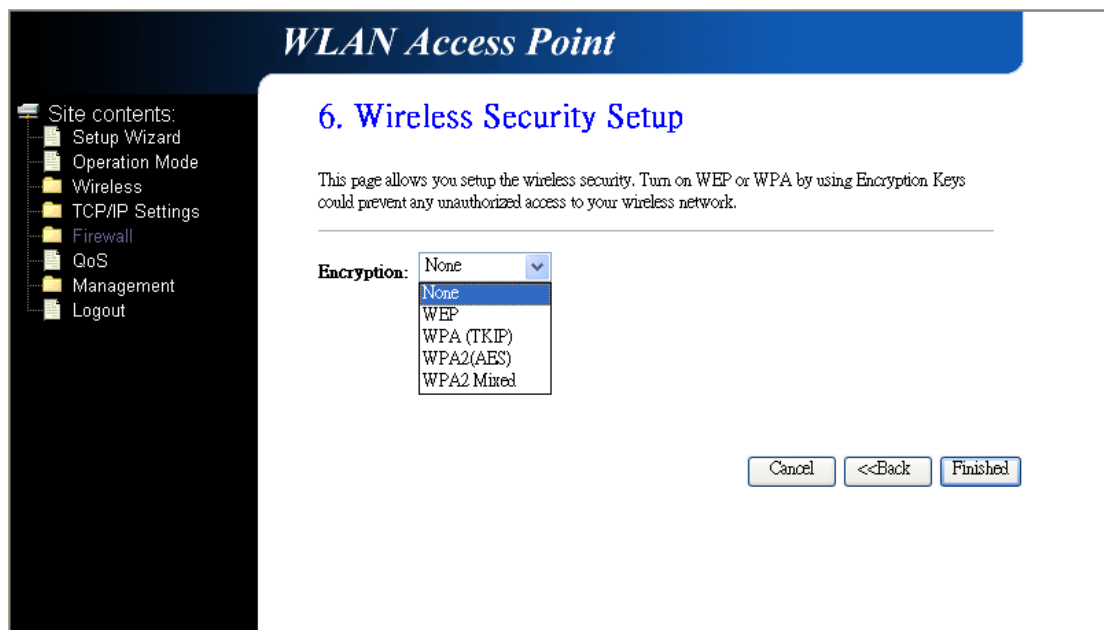 WLAN Access Point
Site contents:
Setup Wizard
Operation Mode
Wireless
TCP/IP Settings
Firewall
QoS
Management
Logout
6. Wireless Security Setup
This page allows you setup the wireless security. Turn on WEP or WPA by using Encryption Keys
could prevent any unauthorized access to your wireless network.
Encryption: None
None
WEP
WPA (TKIP)
WPA2(AES)
WPA2 Mixed
Cancel <<Back Finished